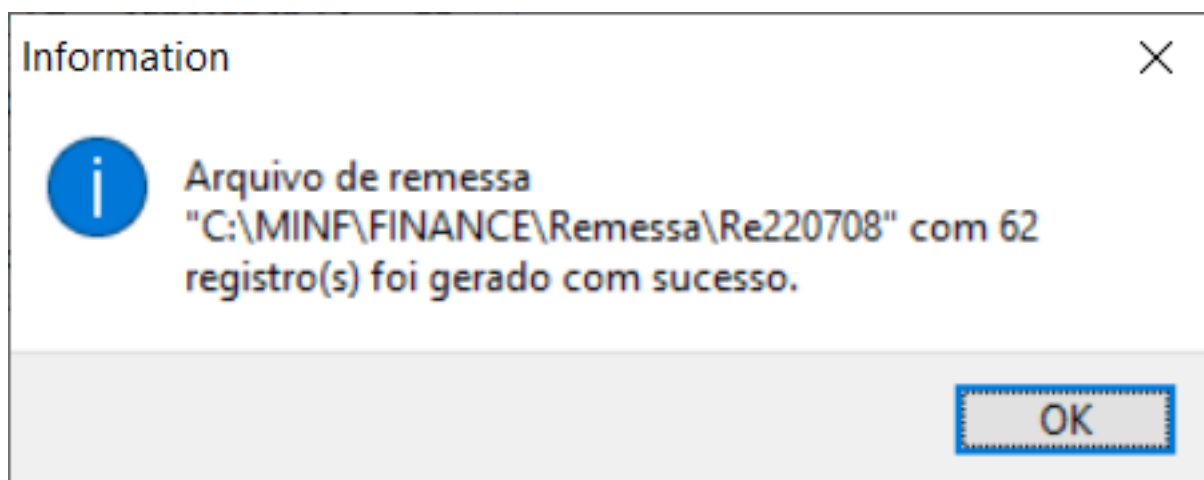 Information
Arquivo de remessa
"C:\MINF\FINANCE\Remessa\Re220708" com 62
registro(s) foi gerado com sucesso.
OK